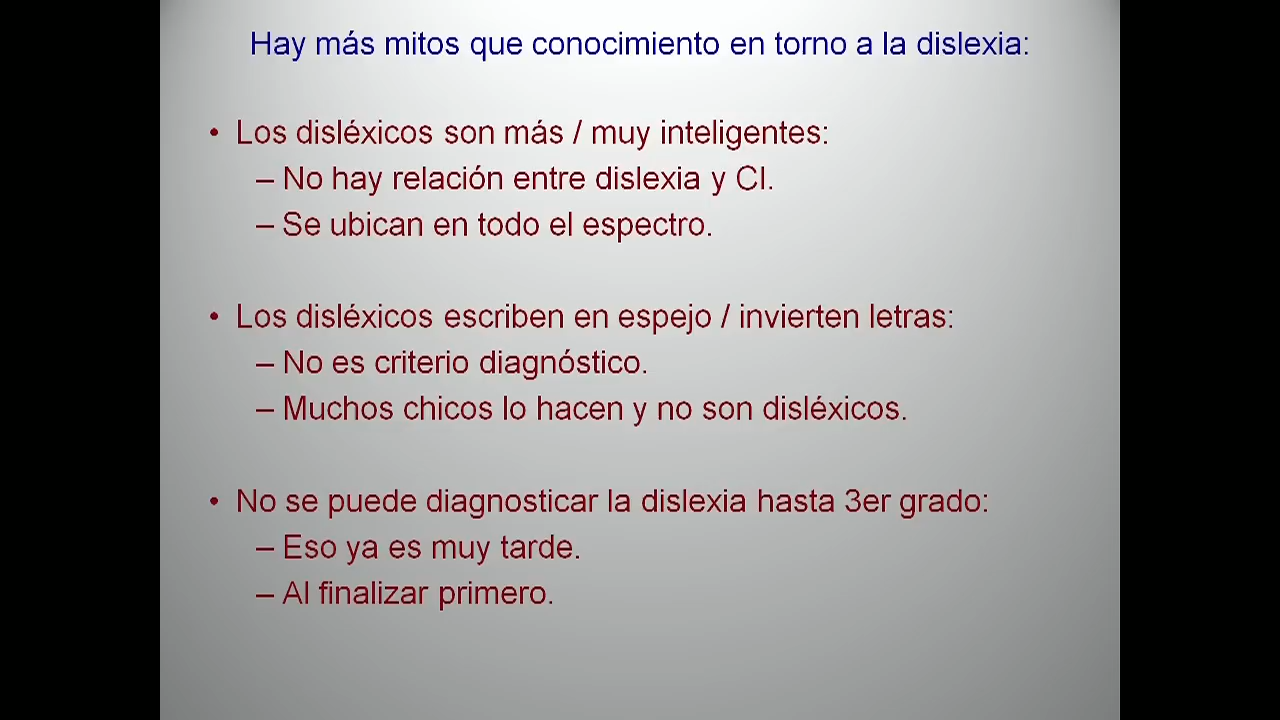 Hay más mitos que conocimiento en torno a la dislexia:
• Los disléxicos son más / muy inteligentes:
– No hay relación entre dislexia y CI.
– Se ubican en todo el espectro.
• Los disléxicos escriben en espejo / invierten letras:
– No es criterio diagnóstico.
– Muchos chicos lo hacen y no son disléxicos.
• No se puede diagnosticar la dislexia hasta 3er grado:
– Eso ya es muy tarde.
– Al finalizar primero.